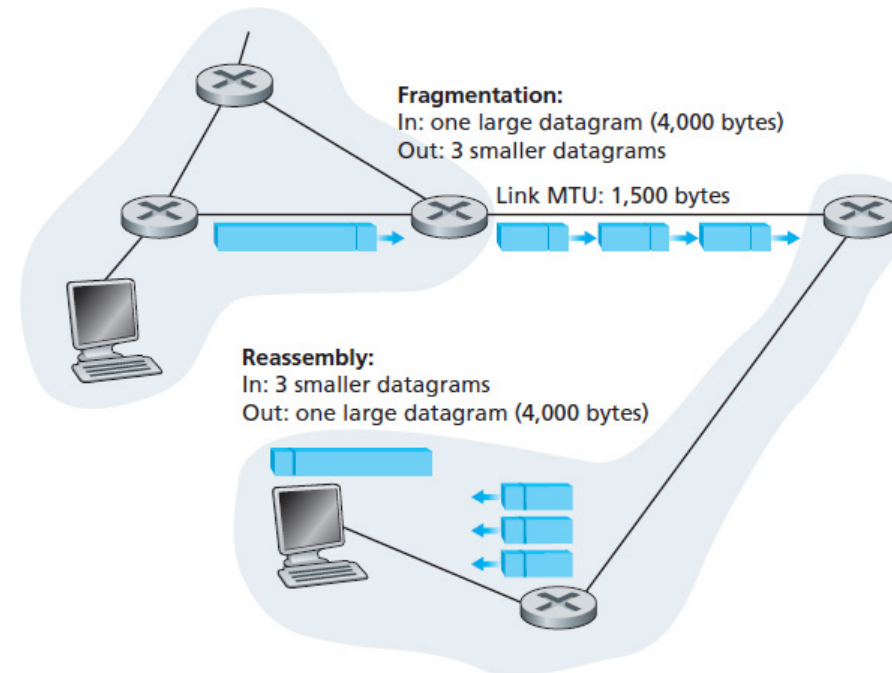 Fragmentation:
In: one large datagram (4,000 bytes)
Out: 3 smaller datagrams
Link MTU: 1,500 bytes
Reassembly:
In: 3 smaller datagrams
Out: one large datagram (4,000 bytes)